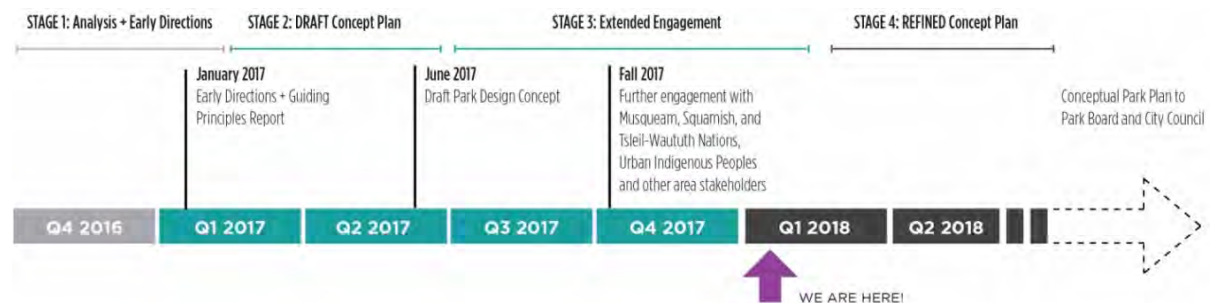 STAGE 1: Analysis + Early Directions
STAGE 2: DRAFT Concept Plan
STAGE 3: Extended Engagement
STAGE 4: REFINED Concept Plan
January 2017
Early Directions + Guiding
Principles Report
June 2017
Draft Park Design Concept
Fall 2017
Further engagement with
Musqueam, Squamish, and
Tsleil-Waututh Nations,
Urban Indigenous Peoples
and other area stakeholders
Conceptual Park Plan to
Park Board and City Council
Q4 2016
Q1 2017
Q2 2017
Q3 2017
Q4 2017
Q1 2018
Q2 2018
WE ARE HERE!